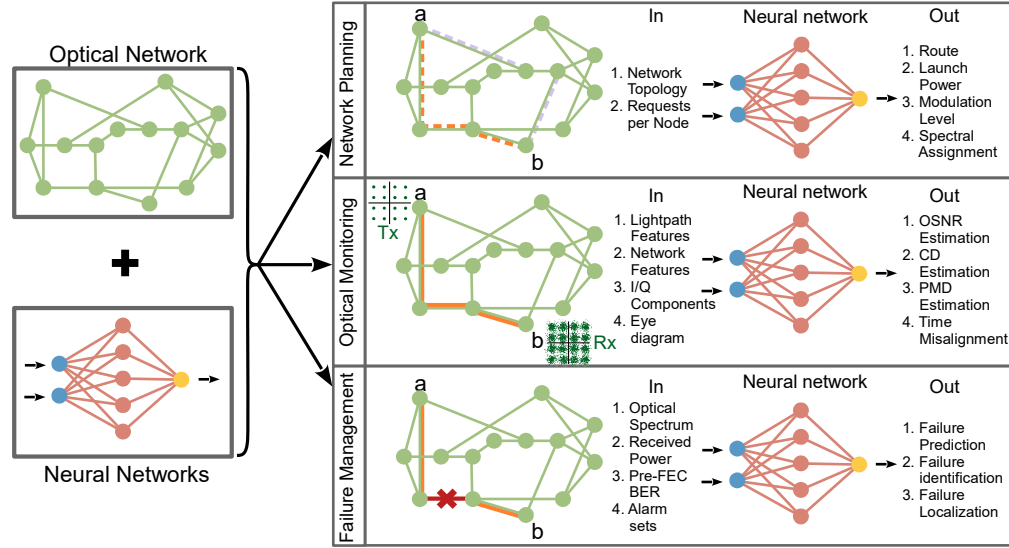 Optical Network
Neural Networks
Network Planning
a
b
In
1. Network
Topology
2. Requests
per Node
Neural network
Out
1. Route
2. Launch
Power
3. Modulation
Level
4. Spectral
Assignment
Optical Monitoring
a
Tx
b
Rx
In
1. Lightpath
Features
2. Network
Features
3. I/Q
Components
4. Eye
diagram
Neural network
Out
1. OSNR
Estimation
2. CD
Estimation
3. PMD
Estimation
4. Time
Misalignment
Failure Management
a
b
In
1. Optical
Spectrum
2. Received
Power
3. Pre-FEC
BER
4. Alarm
sets
Neural network
Out
1. Failure
Prediction
2. Failure
identification
3. Failure
Localization